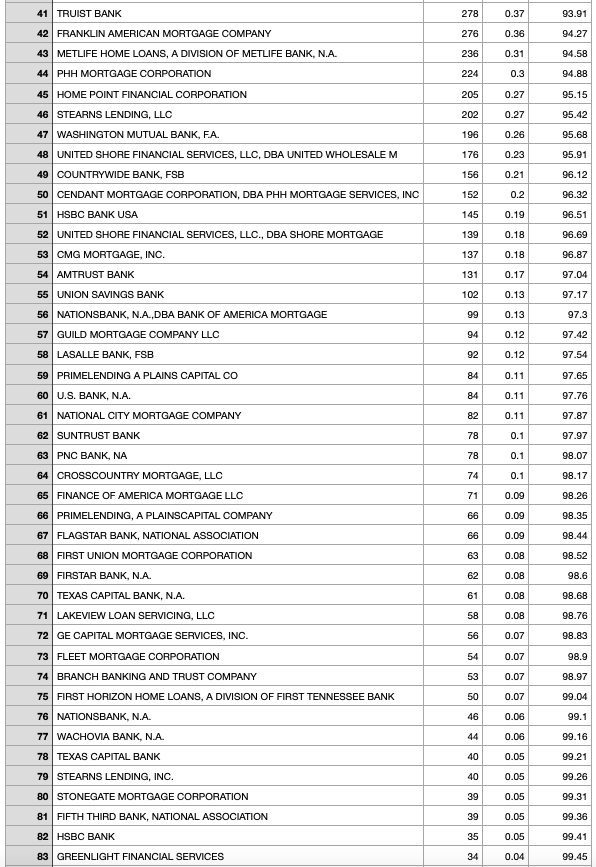 41 TRUIST BANK 278 0.37 93.91
42 FRANKLIN AMERICAN MORTGAGE COMPANY 276 0.36 94.27
43 METLIFE HOME LOANS, A DIVISION OF METLIFE BANK, N.A. 236 0.31 94.58
44 PHH MORTGAGE CORPORATION 224 0.3 94.88
45 HOME POINT FINANCIAL CORPORATION 205 0.27 95.15
46 STEARNS LENDING, LLC 202 0.27 95.42
47 WASHINGTON MUTUAL BANK, F.A. 196 0.26 95.68
48 UNITED SHORE FINANCIAL SERVICES, LLC, DBA UNITED WHOLESALE M 176 0.23 95.91
49 COUNTRYWIDE BANK, FSB 156 0.21 96.12
50 CENDANT MORTGAGE CORPORATION, DBA PHH MORTGAGE SERVICES, INC 152 0.2 96.32
51 HSBC BANK USA 145 0.19 96.51
52 UNITED SHORE FINANCIAL SERVICES, LLC., DBA SHORE MORTGAGE 139 0.18 96.69
53 CMG MORTGAGE, INC. 137 0.18 96.87
54 AMTRUST BANK 131 0.17 97.04
55 UNION SAVINGS BANK 102 0.13 97.17
56 NATIONSBANK, N.A.,DBA BANK OF AMERICA MORTGAGE 99 0.13 97.3
57 GUILD MORTGAGE COMPANY LLC 94 0.12 97.42
58 LASALLE BANK, FSB 92 0.12 97.54
59 PRIMELENDING A PLAINS CAPITAL CO 84 0.11 97.65
60 U.S. BANK, N.A. 84 0.11 97.76
61 NATIONAL CITY MORTGAGE COMPANY 82 0.11 97.87
62 SUNTRUST BANK 78 0.1 97.97
63 PNC BANK, NA 78 0.1 98.07
64 CROSSCOUNTRY MORTGAGE, LLC 74 0.1 98.17
65 FINANCE OF AMERICA MORTGAGE LLC 71 0.09 98.26
66 PRIMELENDING, A PLAINSCAPITAL COMPANY 66 0.09 98.35
67 FLAGSTAR BANK, NATIONAL ASSOCIATION 66 0.09 98.44
68 FIRST UNION MORTGAGE CORPORATION 63 0.08 98.52
69 FIRSTAR BANK, N.A. 62 0.08 98.6
70 TEXAS CAPITAL BANK, N.A. 61 0.08 98.68
71 LAKEVIEW LOAN SERVICING, LLC 58 0.08 98.76
72 GE CAPITAL MORTGAGE SERVICES, INC. 56 0.07 98.83
73 FLEET MORTGAGE CORPORATION 54 0.07 98.9
74 BRANCH BANKING AND TRUST COMPANY 53 0.07 98.97
75 FIRST HORIZON HOME LOANS, A DIVISION OF FIRST TENNESSEE BANK 50 0.07 99.04
76 NATIONSBANK, N.A. 46 0.06 99.1
77 WACHOVIA BANK, N.A. 44 0.06 99.16
78 TEXAS CAPITAL BANK 40 0.05 99.21
79 STEARNS LENDING, INC. 40 0.05 99.26
80 STONEGATE MORTGAGE CORPORATION 39 0.05 99.31
81 FIFTH THIRD BANK, NATIONAL ASSOCIATION 39 0.05 99.36
82 HSBC BANK 35 0.05 99.41
83 GREENLIGHT FINANCIAL SERVICES 34 0.04 99.45